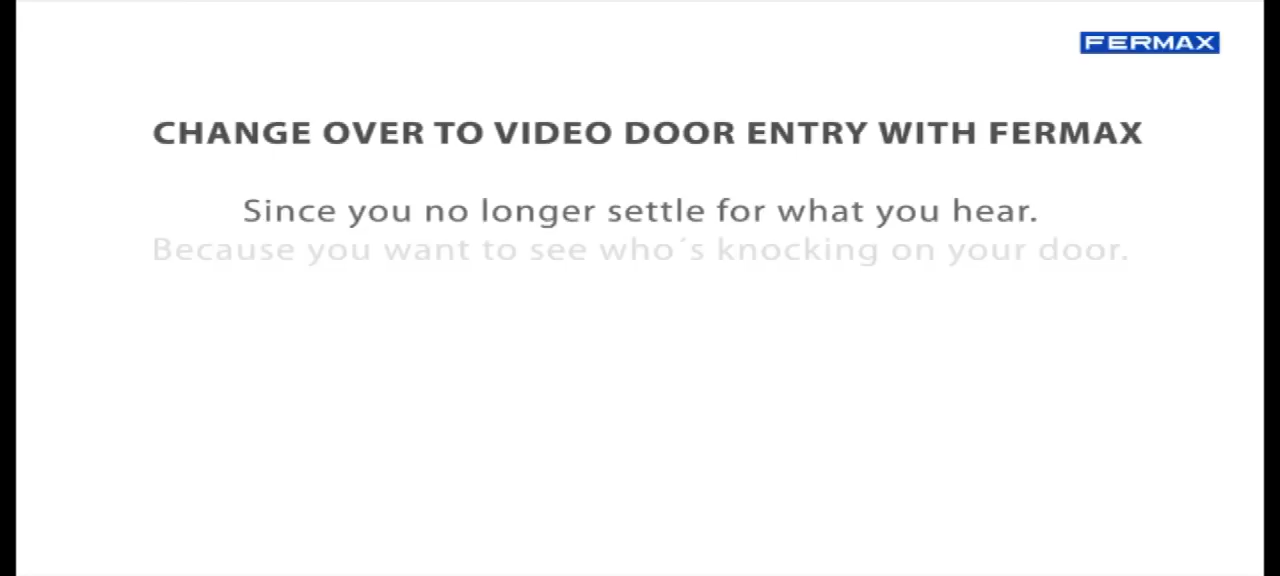 FERMAX
CHANGE OVER TO VIDEO DOOR ENTRY WITH FERMAX
Since you no longer settle for what you hear.
Because you want to see who´s knocking on your door.